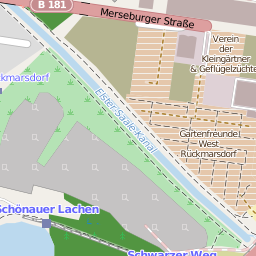 B 181
Merseburger Straße
Verein
der
Kleingärtner
& Geflügelzüchte
ckmarsdorf
Elster-Saale-Kanal
Gartenfreunde
West
Rückmarsdorf
Schönauer Lachen
Schwarzer Weg